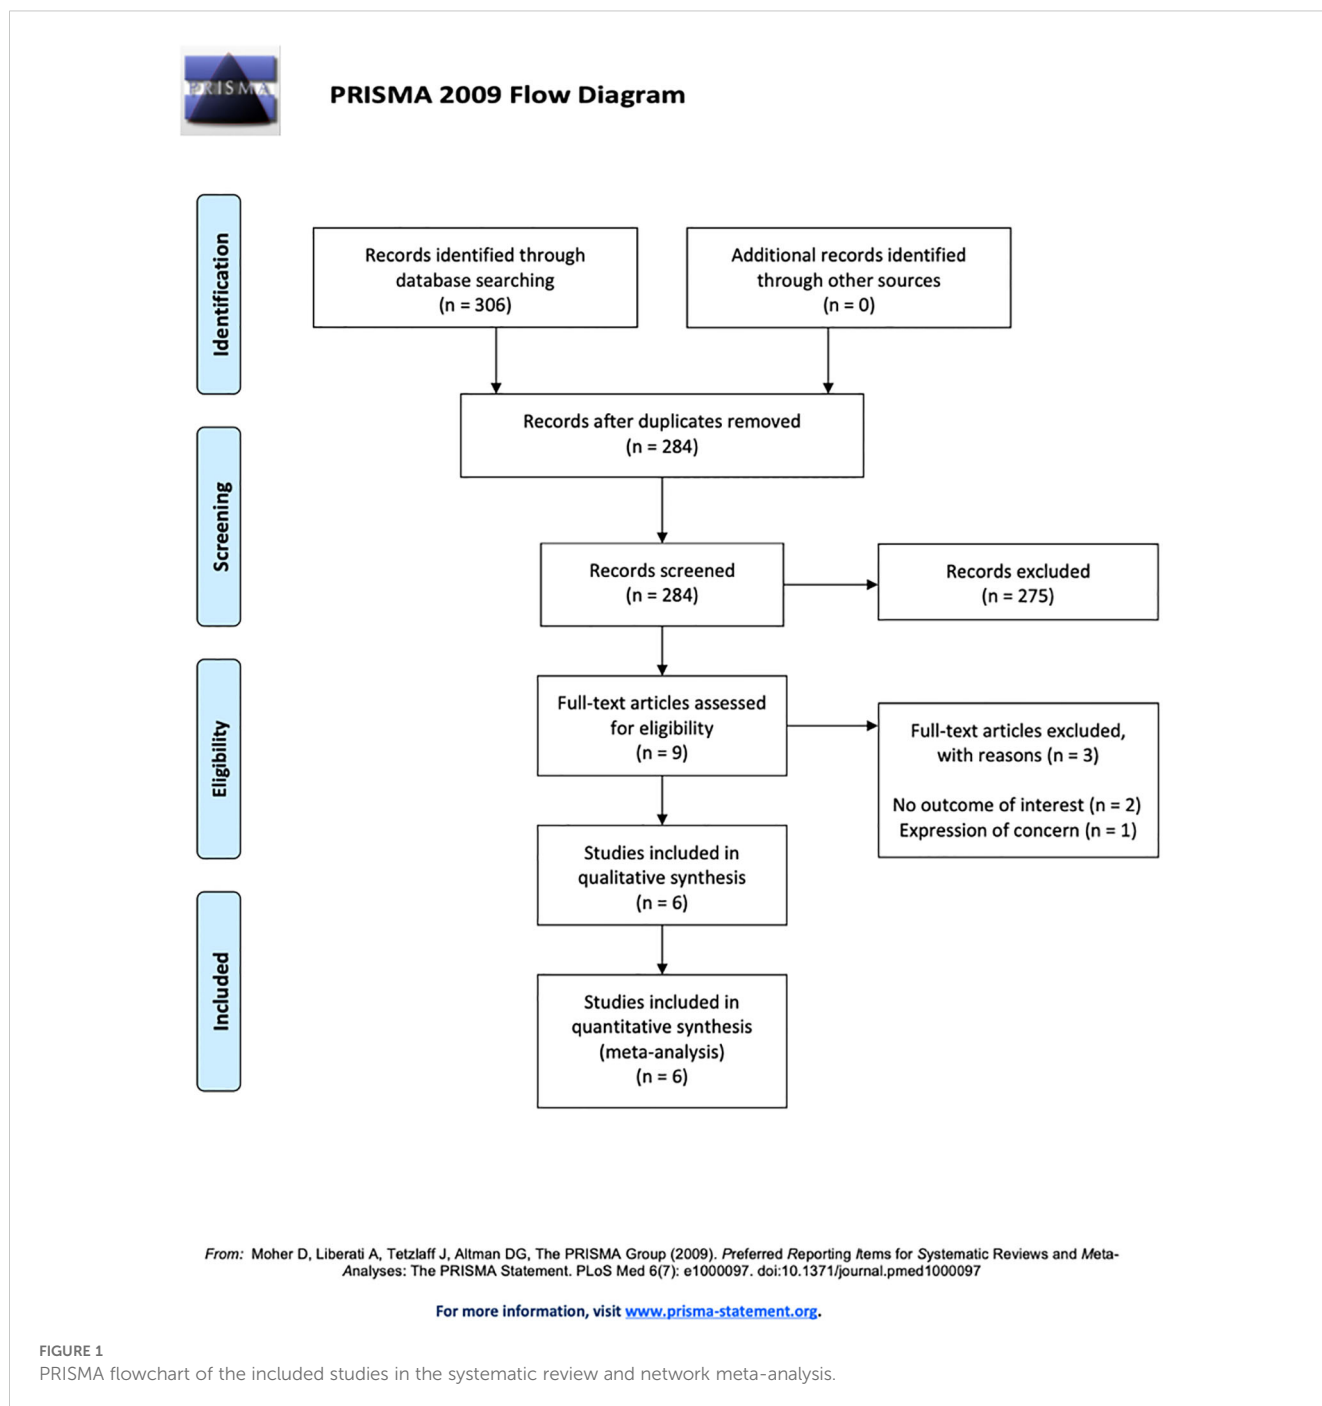 PRISMA
PRISMA 2009 Flow Diagram
Identification
Records identified through
database searching
(n = 306)
Additional records identified
through other sources
(n = 0)
Records after duplicates removed
(n = 284)
Screening
Records screened
(n = 284)
Records excluded
(n = 275)
Eligibility
Full-text articles assessed
for eligibility
(n = 9)
Full-text articles excluded,
with reasons (n = 3)
No outcome of interest (n = 2)
Expression of concern (n = 1)
Studies included in
qualitative synthesis
(n = 6)
Included
Studies included in
quantitative synthesis
(meta-analysis)
(n = 6)
From: Moher D, Liberati A, Tetzlaff J, Altman DG, The PRISMA Group (2009). Preferred Reporting Items for Systematic Reviews and Meta-
Analyses: The PRISMA Statement. PLoS Med 6(7): e1000097. doi:10.1371/journal.pmed1000097
For more information, visit www.prisma-statement.org.
FIGURE 1
PRISMA flowchart of the included studies in the systematic review and network meta-analysis.